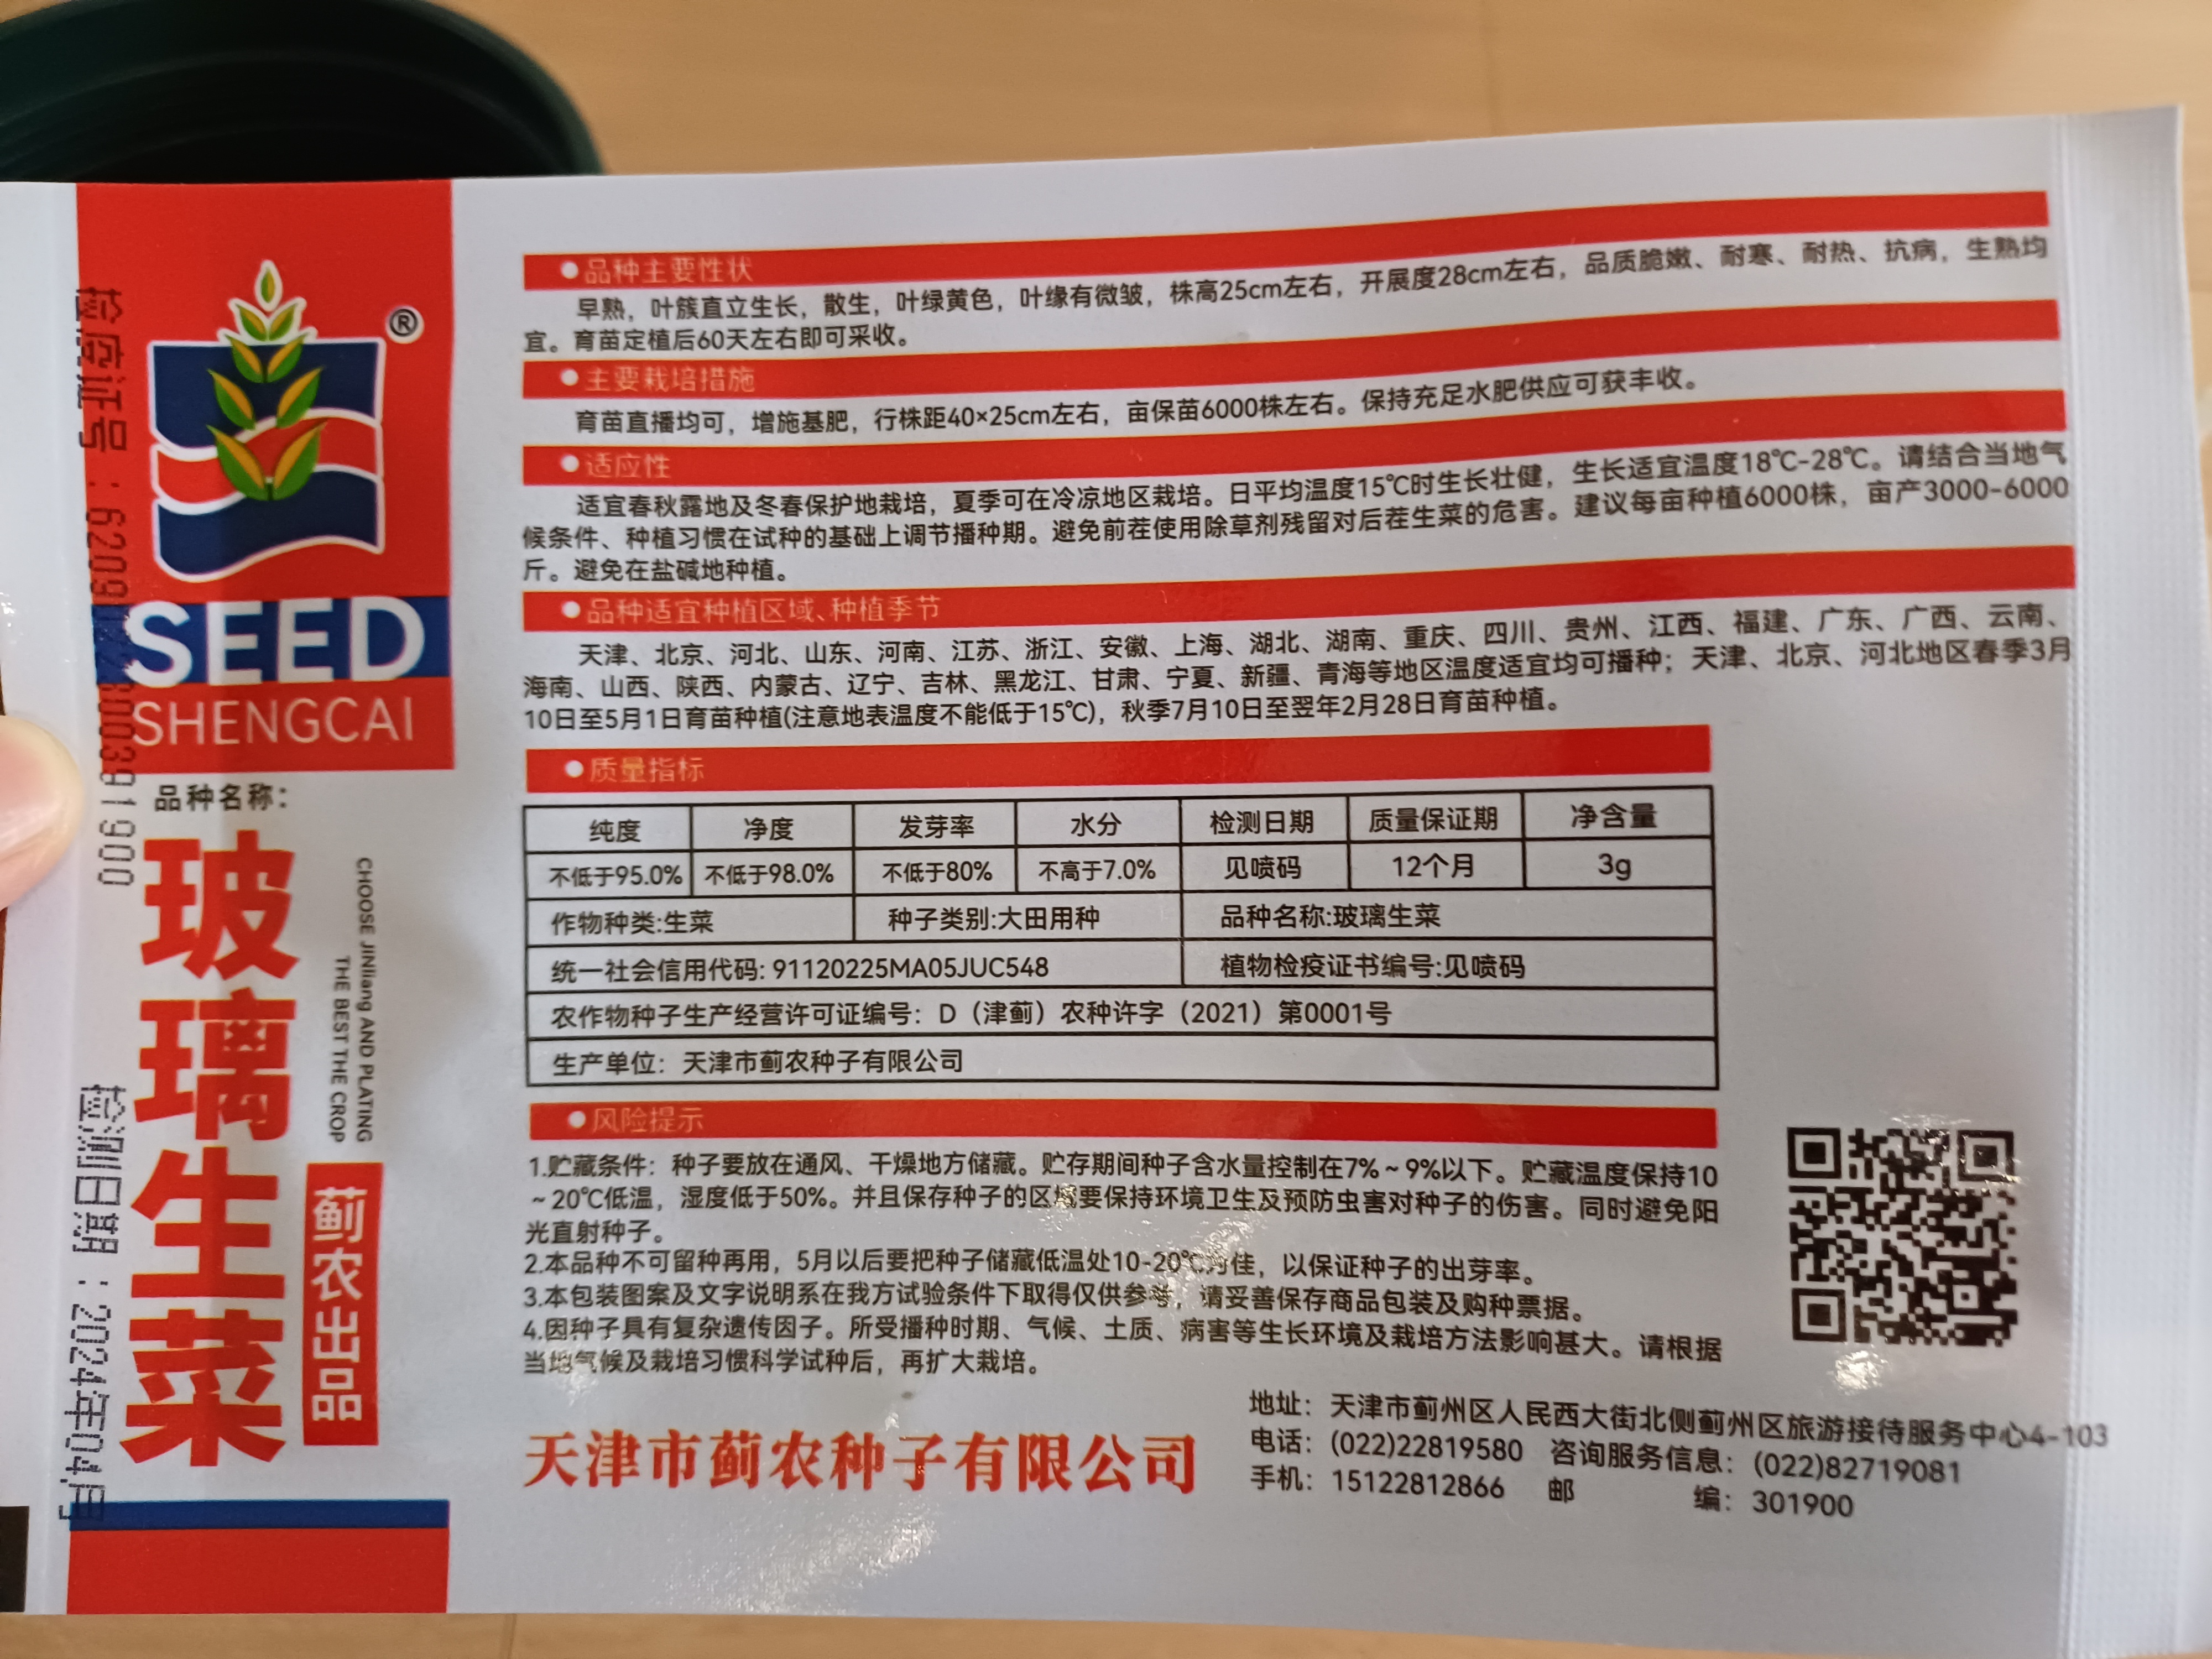 检疫证号：
®
SEED
SHENGCAI
品种名称：
玻璃生菜
CHOOSE JINliang AND PLATING
THE BEST THE CROP
蓟农出品
检测日期：2024年04月
●品种主要性状
早熟，叶簇直立生长，散生，叶绿黄色，叶缘有微皱，株高25cm左右，开展度28cm左右，品质脆嫩、耐寒、耐热、抗病，生熟均
宜。育苗定植后60天左右即可采收。
●主要栽培措施
育苗直播均可，增施基肥，行株距40×25cm左右，亩保苗6000株左右。保持充足水肥供应可获丰收。
●适应性
适宜春秋露地及冬春保护地栽培，夏季可在冷凉地区栽培。日平均温度15℃时生长壮健，生长适宜温度18℃-28℃。请结合当地气
候条件、种植习惯在试种的基础上调节播种期。避免前茬使用除草剂残留对后茬生菜的危害。建议每亩种植6000株，亩产3000-6000
斤。避免在盐碱地种植。
●品种适宜种植区域、种植季节
天津、北京、河北、山东、河南、江苏、浙江、安徽、上海、湖北、湖南、重庆、四川、贵州、江西、福建、广东、广西、云南、
海南、山西、陕西、内蒙古、辽宁、吉林、黑龙江、甘肃、宁夏、新疆、青海等地区温度适宜均可播种；天津、北京、河北地区春季3月
10日至5月1日育苗种植(注意地表温度不能低于15℃)，秋季7月10日至翌年2月28日育苗种植。
●质量指标
纯度 净度 发芽率 水分 检测日期 质量保证期 净含量
不低于95.0% 不低于98.0% 不低于80% 不高于7.0% 见喷码 12个月 3g
作物种类:生菜 种子类别:大田用种 品种名称:玻璃生菜
统一社会信用代码: 91120225MA05JUC548 植物检疫证书编号:见喷码
农作物种子生产经营许可证编号：D（津蓟）农种许字（2021）第0001号
生产单位：天津市蓟农种子有限公司
●风险提示
1.贮藏条件：种子要放在通风、干燥地方储藏。贮存期间种子含水量控制在7%~9%以下。贮藏温度保持10
~20℃低温，湿度低于50%。并且保存种子的区域要保持环境卫生及预防虫害对种子的伤害。同时避免阳
光直射种子。
2.本品种不可留种再用，5月以后要把种子储藏低温处10-20℃为佳，以保证种子的出芽率。
3.本包装图案及文字说明系在我方试验条件下取得仅供参考，请妥善保存商品包装及购种票据。
4.因种子具有复杂遗传因子。所受播种时期、气候、土质、病害等生长环境及栽培方法影响甚大。请根据
当地气候及栽培习惯科学试种后，再扩大栽培。
天津市蓟农种子有限公司
地址：天津市蓟州区人民西大街北侧蓟州区旅游接待服务中心4-103
电话：(022)22819580 咨询服务信息：(022)82719081
手机：15122812866 邮 编：301900